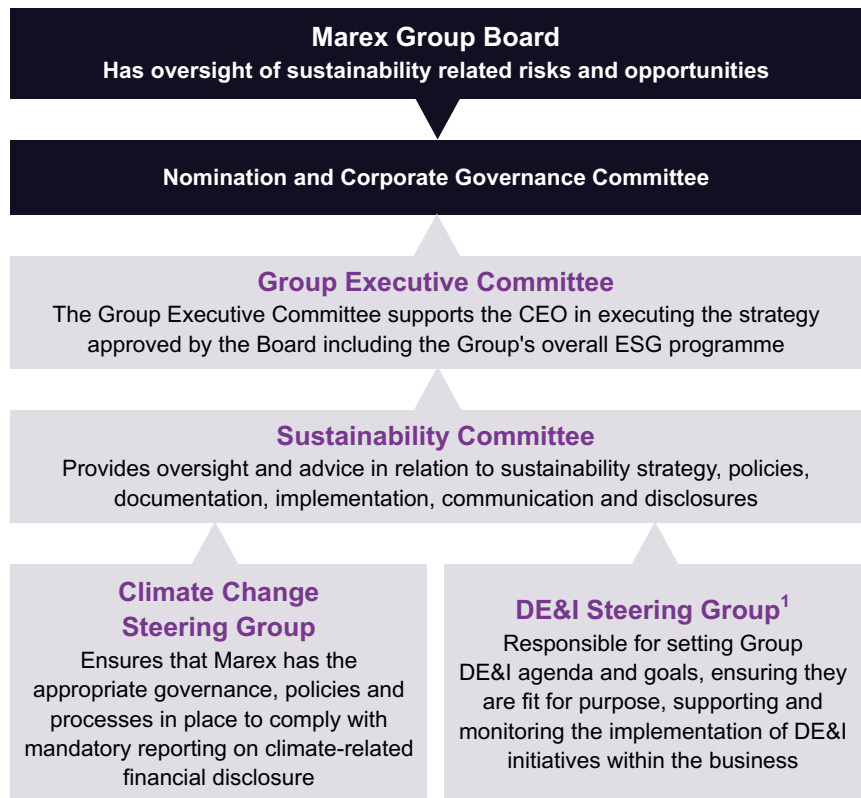 Marex Group Board
Has oversight of sustainability related risks and opportunities
Nomination and Corporate Governance Committee
Group Executive Committee
The Group Executive Committee supports the CEO in executing the strategy
approved by the Board including the Group's overall ESG programme
Sustainability Committee
Provides oversight and advice in relation to sustainability strategy, policies,
documentation, implementation, communication and disclosures
Climate Change
Steering Group
Ensures that Marex has the
appropriate governance, policies and
processes in place to comply with
mandatory reporting on climate-related
financial disclosure
DE&I Steering Group¹
Responsible for setting Group
DE&I agenda and goals, ensuring they
are fit for purpose, supporting and
monitoring the implementation of DE&I
initiatives within the business